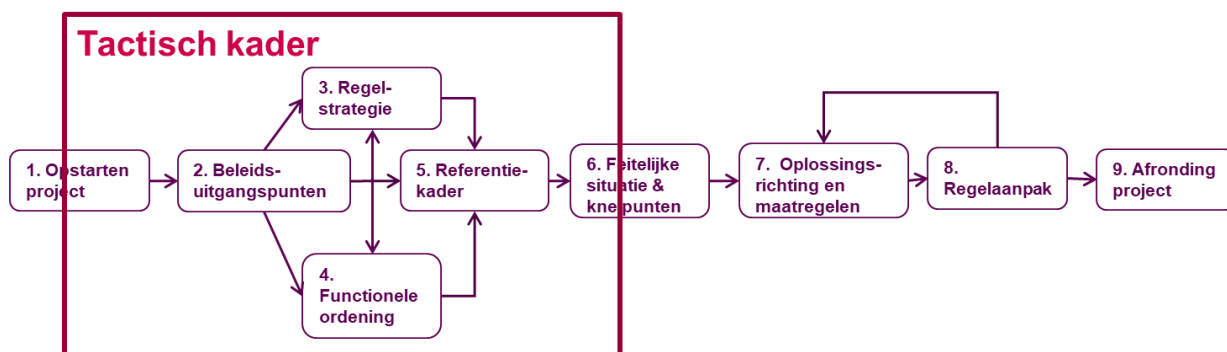 Tactisch kader
1. Opstarten
project
2. Beleids-
uitgangspunten
3. Regel-
strategie
4.
Functionele
ordening
5. Referentie-
kader
6. Feitelijke
situatie &
knelpunten
7. Oplossings-
richting en
maatregelen
8.
Regelaanpak
9. Afronding
project